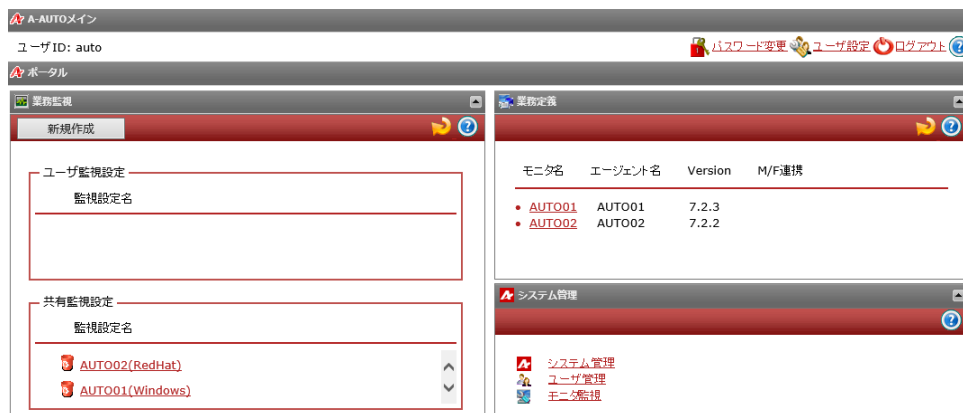 A-AUTOメイン
ユーザID: auto
パスワード変更 ユーザ設定 ログアウト
ポータル
業務監視
新規作成
ユーザ監視設定
監視設定名
共有監視設定
監視設定名
AUTO02(RedHat)
AUTO01(Windows)
業務定義
モニタ名 エージェント名 Version M/F連携
AUTO01 AUTO01 7.2.3
AUTO02 AUTO02 7.2.2
システム管理
システム管理
ユーザ管理
モニタ監視